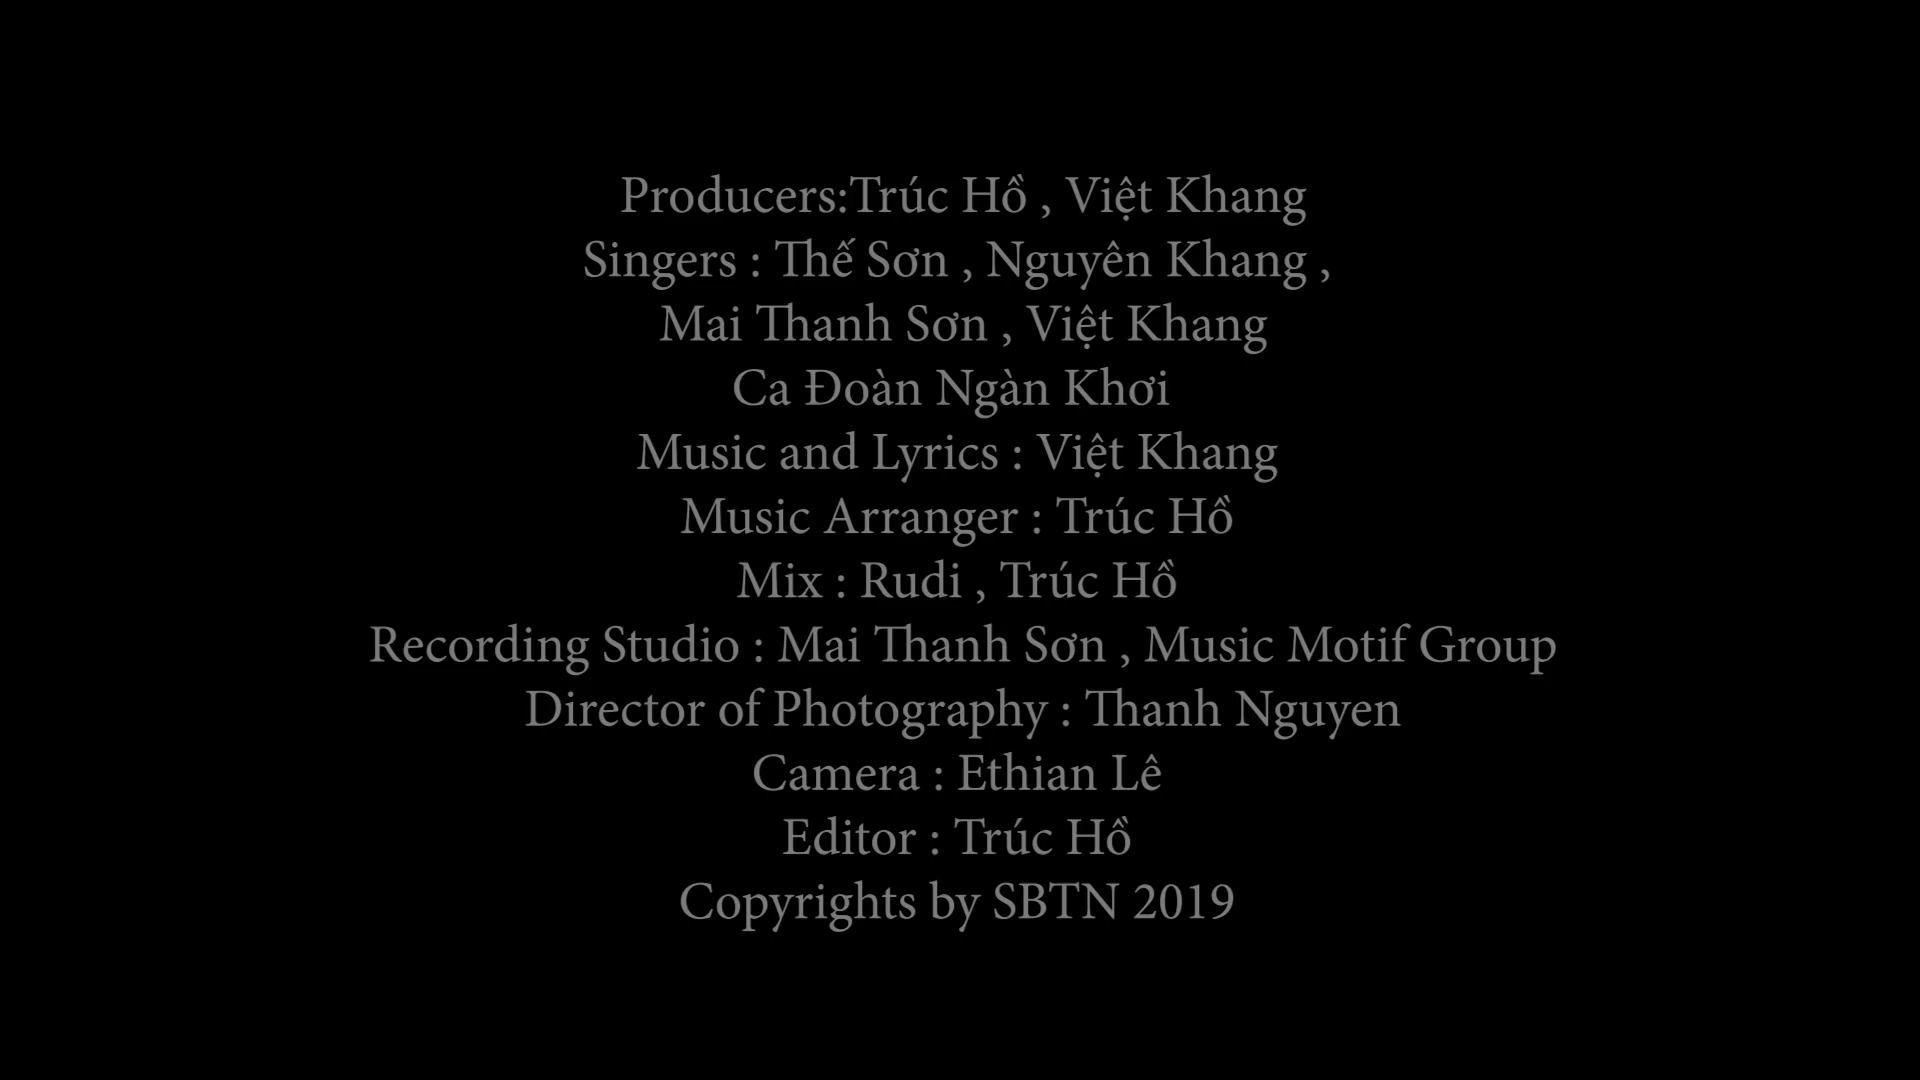 Producers:Trúc Hồ , Việt Khang
Singers : Thế Sơn , Nguyên Khang ,
Mai Thanh Sơn , Việt Khang
Ca Đoàn Ngàn Khơi
Music and Lyrics : Việt Khang
Music Arranger : Trúc Hồ
Mix : Rudi , Trúc Hồ
Recording Studio : Mai Thanh Sơn , Music Motif Group
Director of Photography : Thanh Nguyen
Camera : Ethian Lê
Editor : Trúc Hồ
Copyrights by SBTN 2019